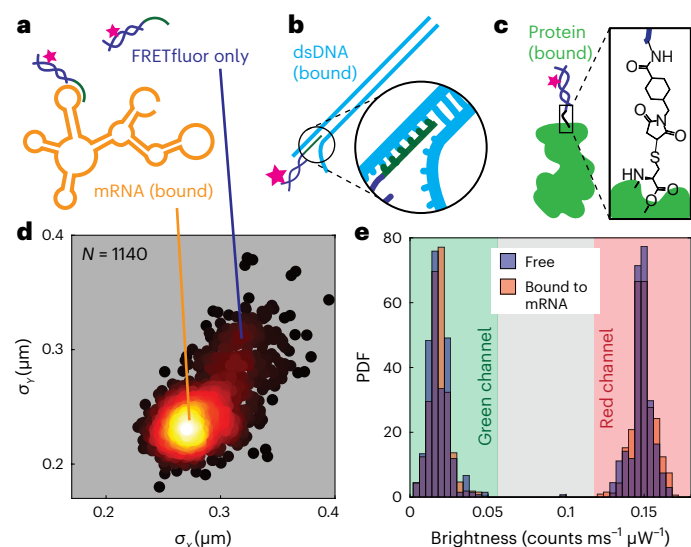 a
FRETfluor only
mRNA (bound)
b
dsDNA
(bound)
c
Protein
(bound)
NH
O
O
N
O
S
HN
O
O
d
N = 1140
0.4
0.3
0.2
σY (μm)
0.2
0.3
0.4
σX (μm)
e
80
60
40
20
0
PDF
Free
Bound to
mRNA
Green channel
Red channel
0
0.05
0.1
0.15
Brightness (counts ms⁻¹ μW⁻¹)